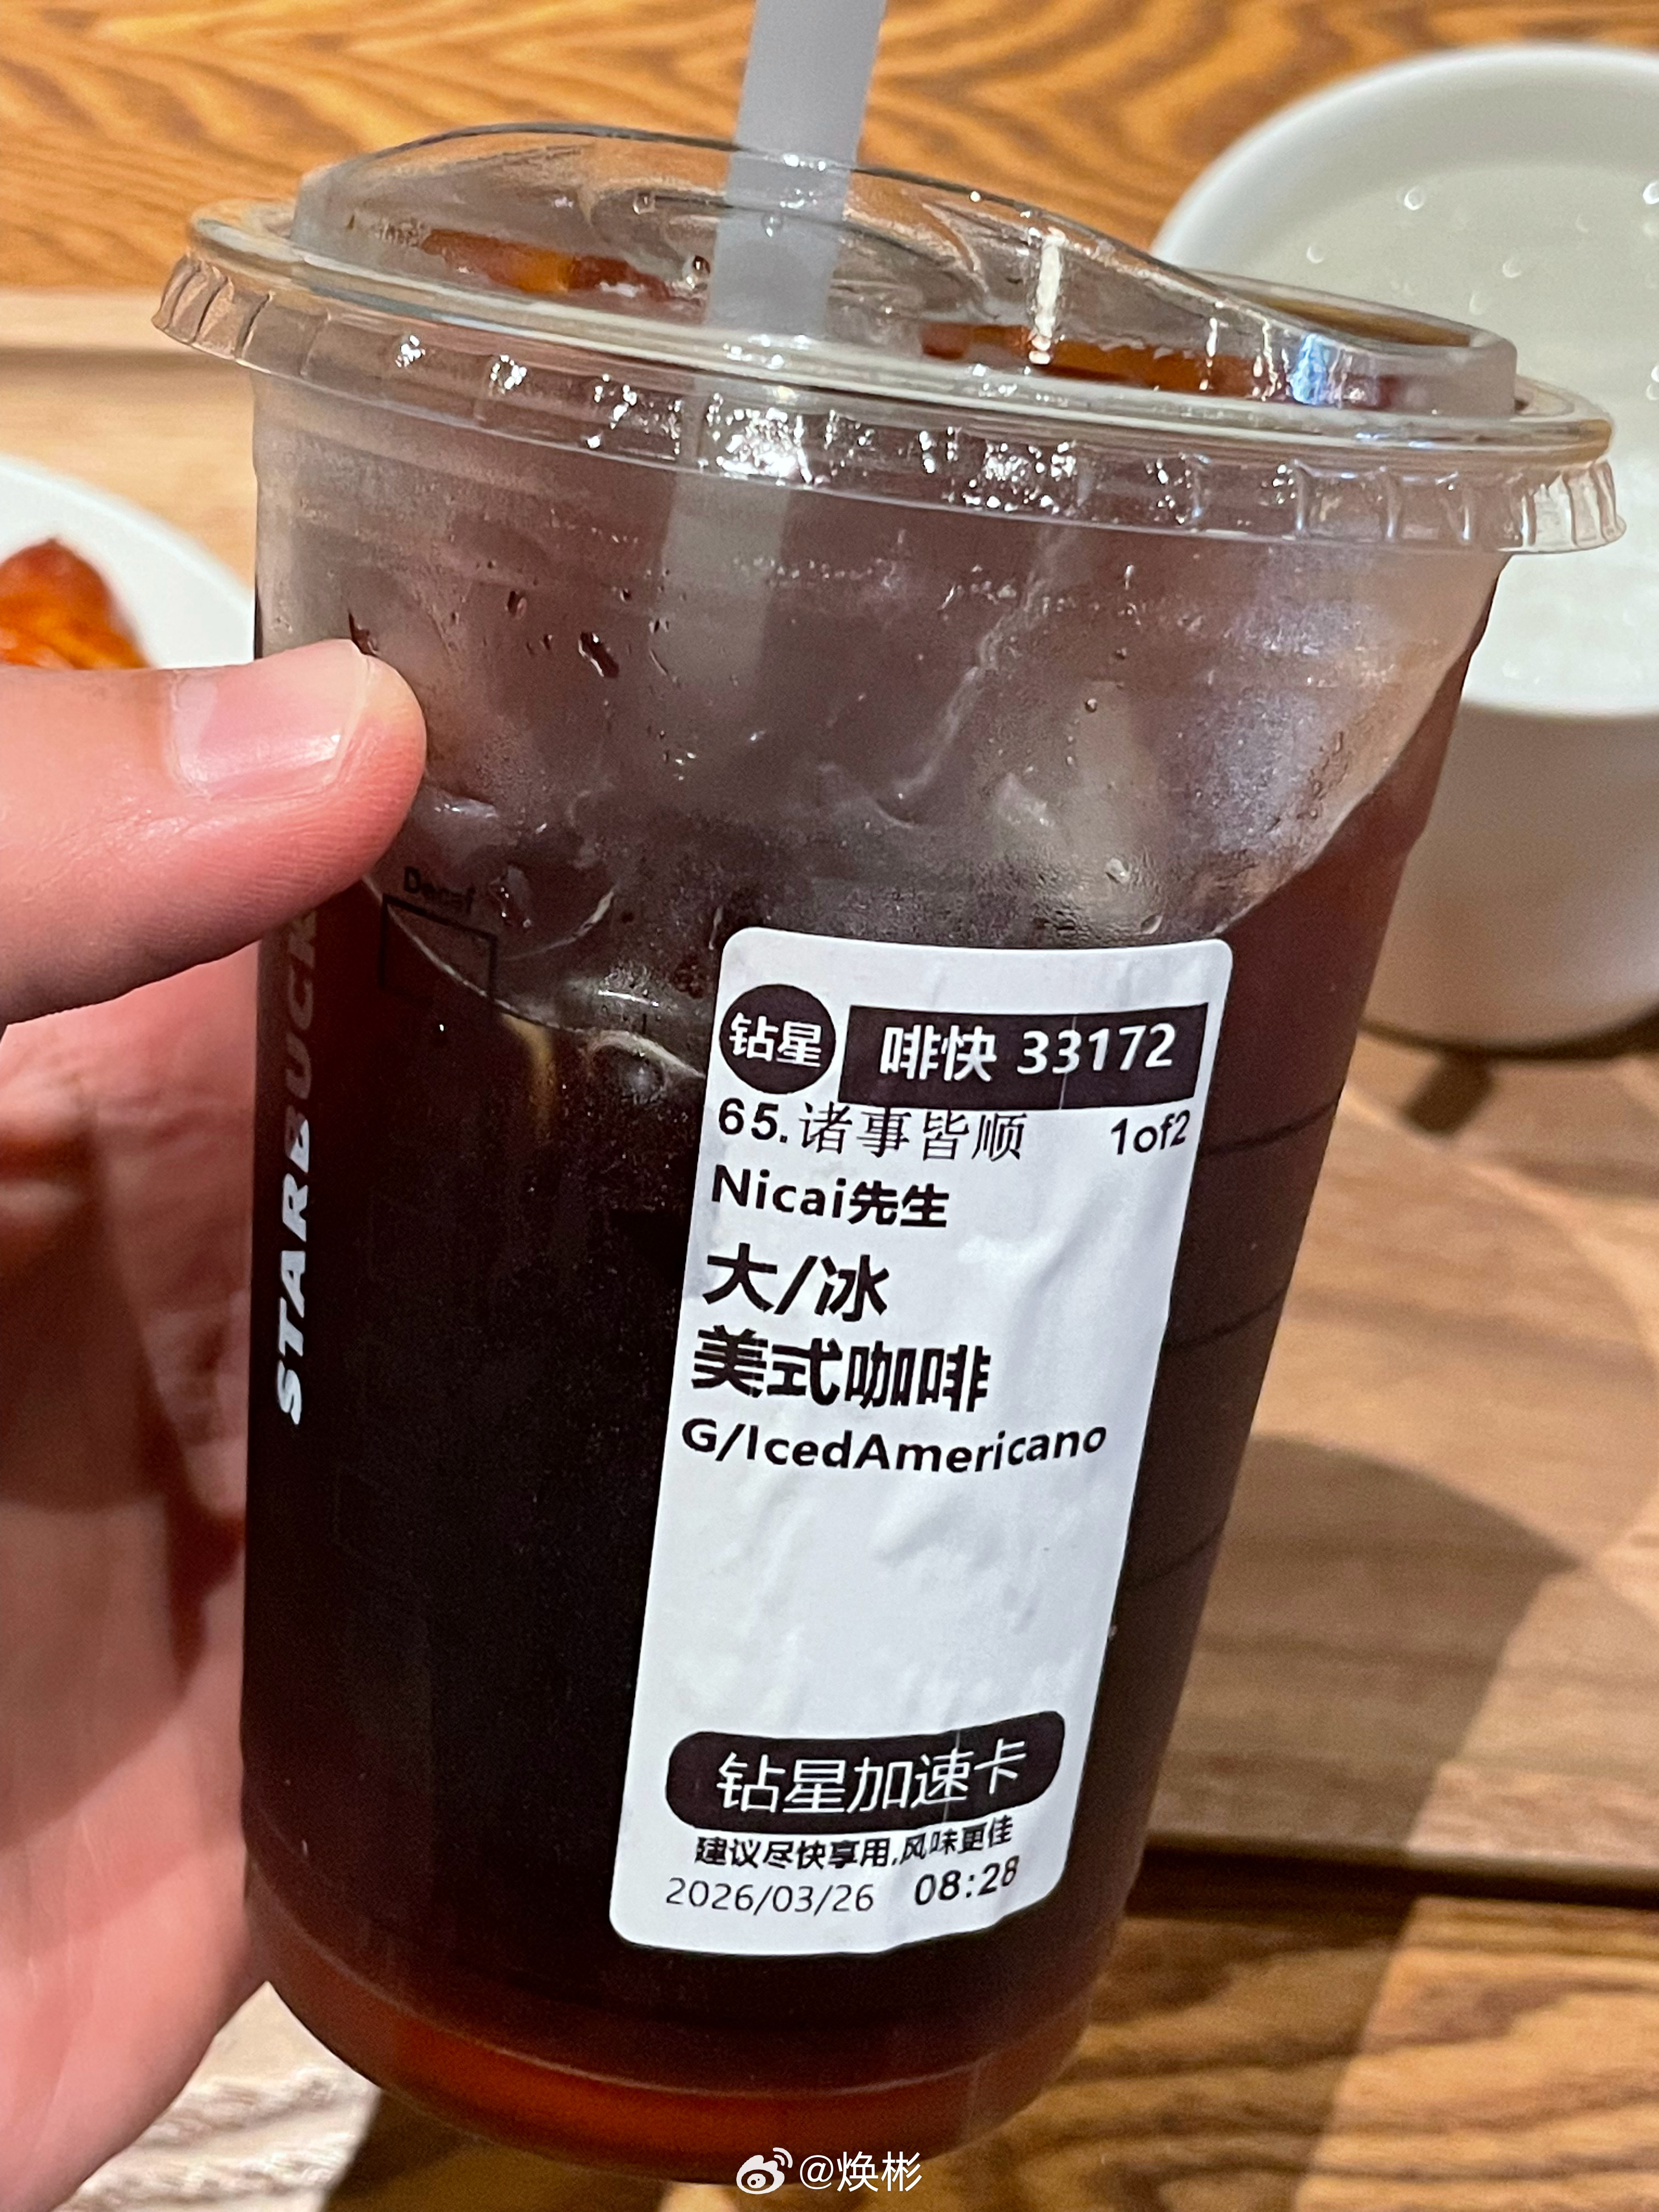 Decaf
STARBUCK
钻星 啡快 33172
65.诸事皆顺 1of2
Nicai先生
大/冰
美式咖啡
G/IcedAmericano
钻星加速卡
建议尽快享用,风味更佳
2026/03/26 08:28
@焕彬